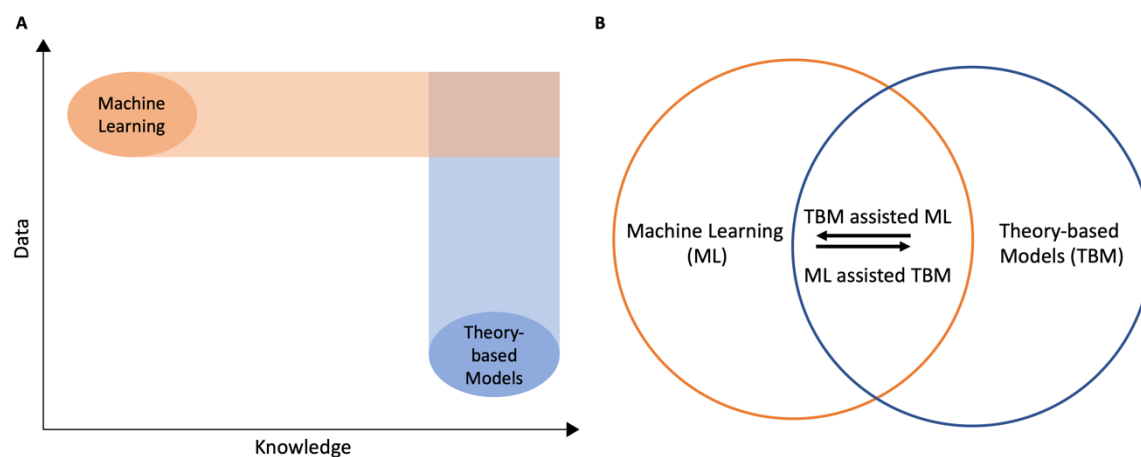 A
Data
Machine
Learning
Theory-
based
Models
Knowledge
B
Machine Learning
(ML)
TBM assisted ML
ML assisted TBM
Theory-based
Models (TBM)